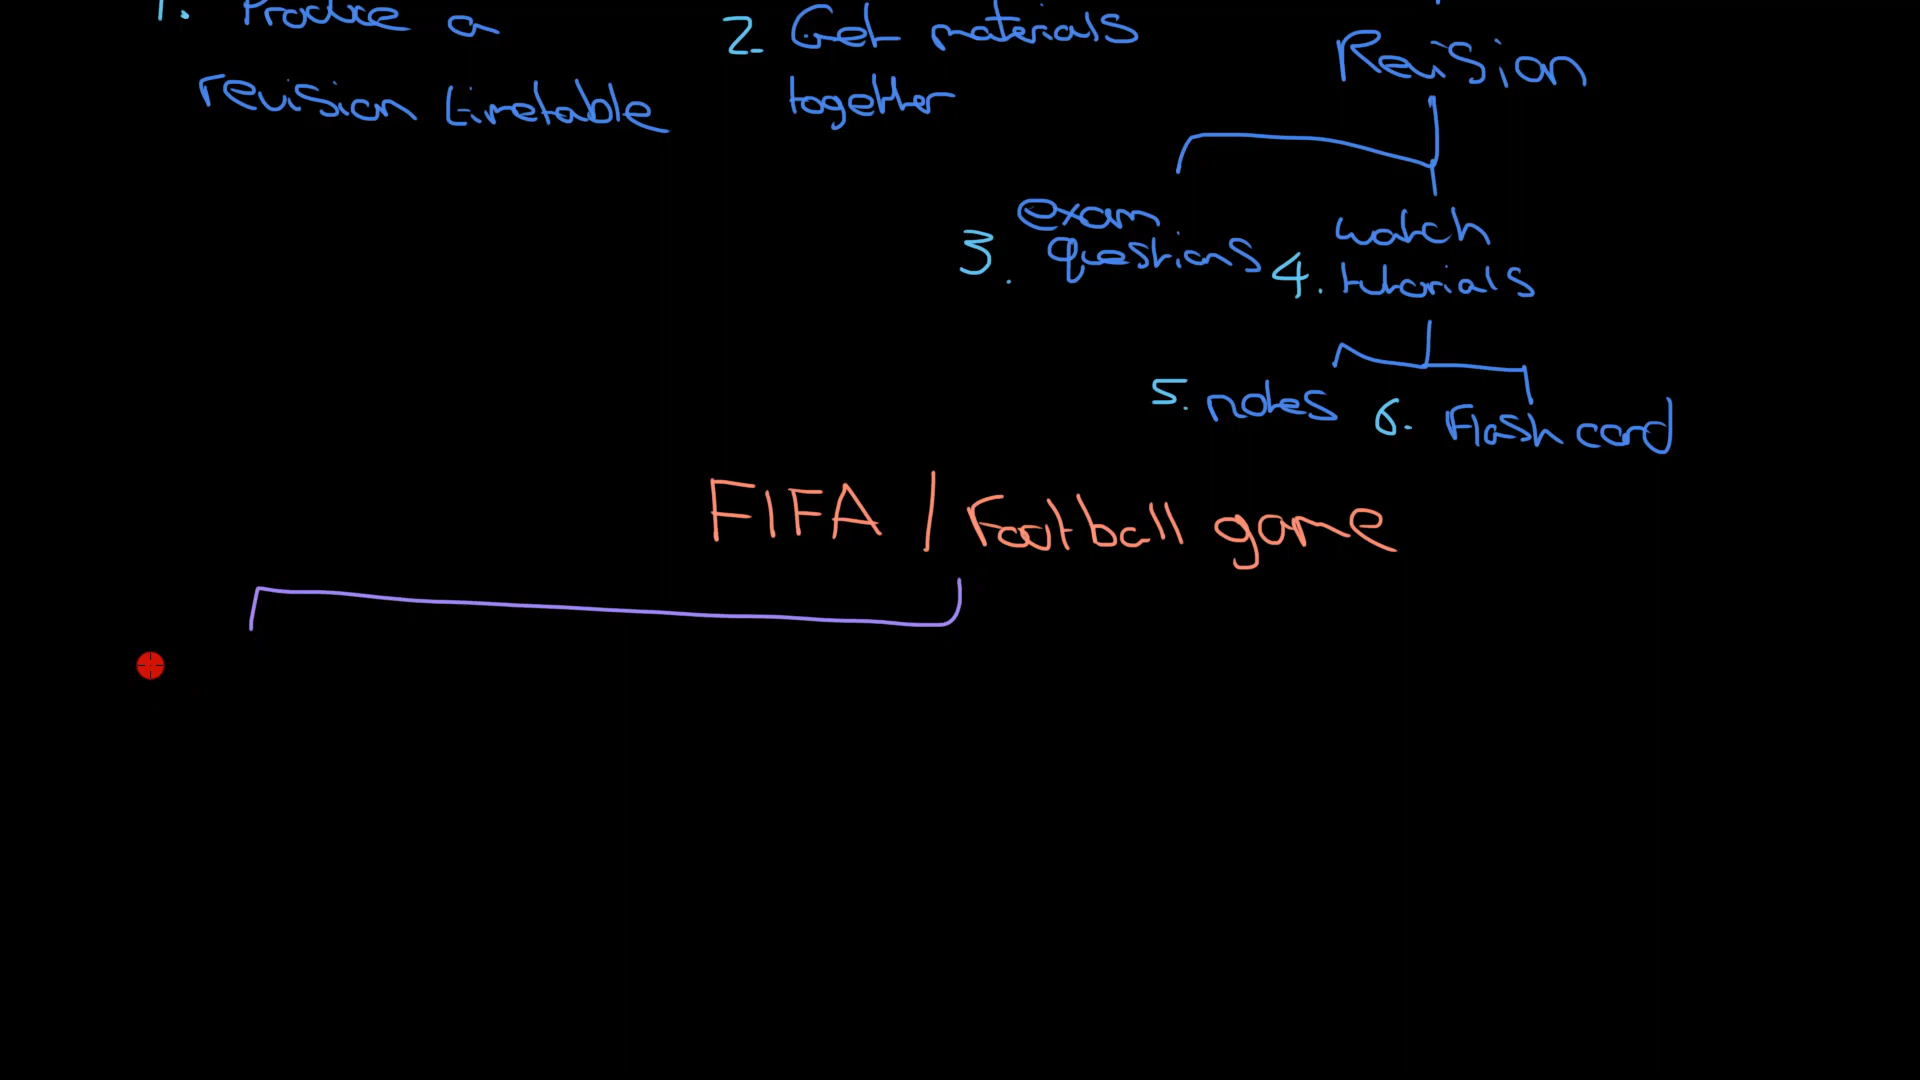 1. Produce a
revision timetable
2. Get materials
together
Revision
3. exam
questions
4. watch
tutorials
5. notes
6. Flash card
FIFA / Football game